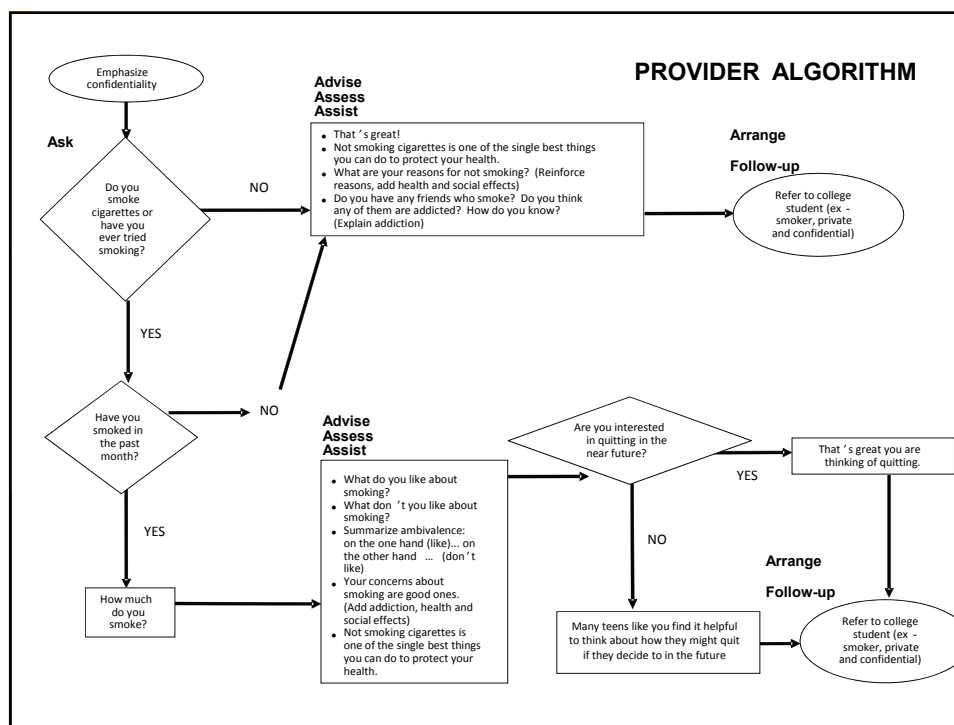 PROVIDER ALGORITHM
Emphasize
confidentiality
Ask
Do you
smoke
cigarettes or
have you
ever tried
smoking?
NO
YES
Advise
Assess
Assist
• That's great!
• Not smoking cigarettes is one of the single best things
you can do to protect your health.
• What are your reasons for not smoking? (Reinforce
reasons, add health and social effects)
• Do you have any friends who smoke? Do you think
any of them are addicted? How do you know?
(Explain addiction)
Arrange
Follow-up
Refer to college
student (ex -
smoker, private
and confidential)
Have you
smoked in
the past
month?
NO
YES
How much
do you
smoke?
Advise
Assess
Assist
• What do you like about
smoking?
• What don 't you like about
smoking?
• Summarize ambivalence:
on the one hand (like)... on
the other hand ... (don't
like)
• Your concerns about
smoking are good ones.
(Add addiction, health and
social effects)
• Not smoking cigarettes is
one of the single best things
you can do to protect your
health.
Are you interested
in quitting in the
near future?
YES
NO
That's great you are
thinking of quitting.
Many teens like you find it helpful
to think about how they might quit
if they decide to in the future
Arrange
Follow-up
Refer to college
student (ex -
smoker, private
and confidential)